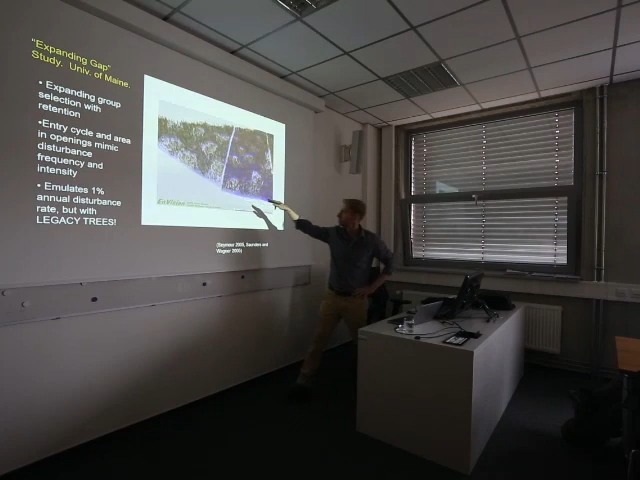 "Expanding Gap"
Study. Univ. of Maine.
• Expanding group
selection with
retention
•Entry cycle and area
in openings mimic
disturbance
frequency and
intensity
• Emulates 1%
annual disturbance
rate, but with
LEGACY TREES!
EnVision
(Seymour 2005, Saunders and
Wagner 2005)